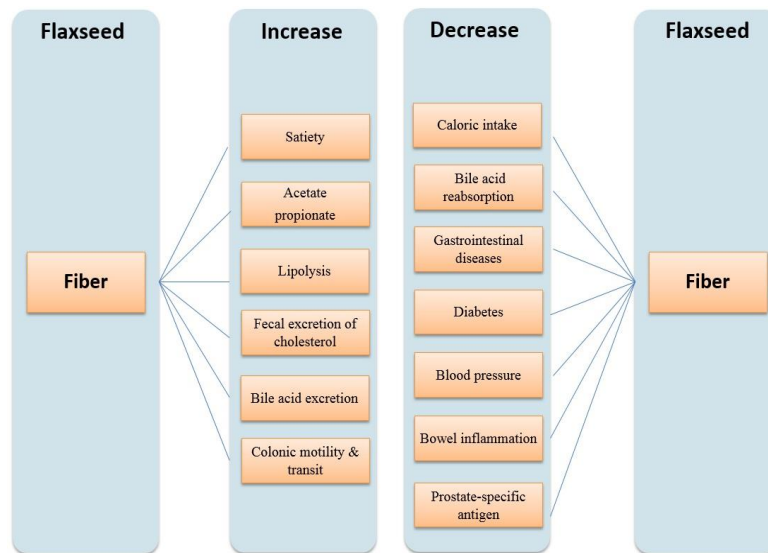 Flaxseed
Fiber
Increase
Satiety
Acetate
propionate
Lipolysis
Fecal excretion of
cholesterol
Bile acid excretion
Colonic motility &
transit
Decrease
Caloric intake
Bile acid
reabsorption
Gastrointestinal
diseases
Diabetes
Blood pressure
Bowel inflammation
Prostate-specific
antigen
Flaxseed
Fiber